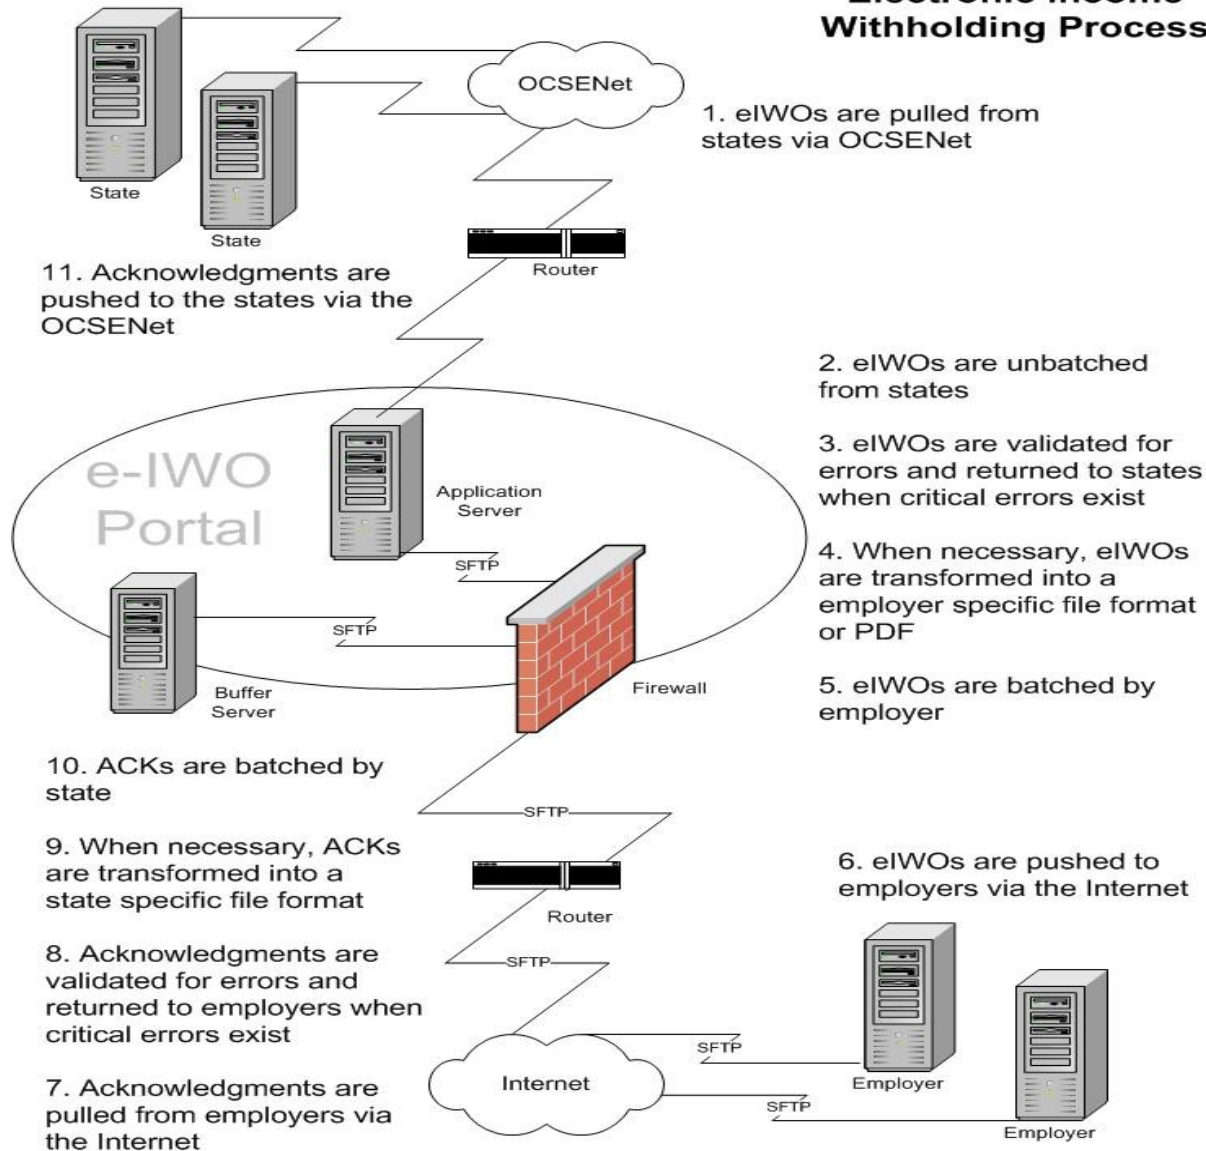 Electronic Income
Withholding Process
OCSENet
1. eIWOs are pulled from
states via OCSENet
State
State
Router
11. Acknowledgments are
pushed to the states via the
OCSENet
2. eIWOs are unbatched
from states
3. eIWOs are validated for
errors and returned to states
when critical errors exist
4. When necessary, eIWOs
are transformed into a
employer specific file format
or PDF
5. eIWOs are batched by
employer
e-IWO
Portal
Application
Server
SFTP
SFTP
Buffer
Server
Firewall
10. ACKs are batched by
state
SFTP
9. When necessary, ACKs
are transformed into a
state specific file format
6. eIWOs are pushed to
employers via the Internet
Router
8. Acknowledgments are
validated for errors and
returned to employers when
critical errors exist
SFTP
SFTP
Internet
Employer
7. Acknowledgments are
pulled from employers via
the Internet
SFTP
Employer